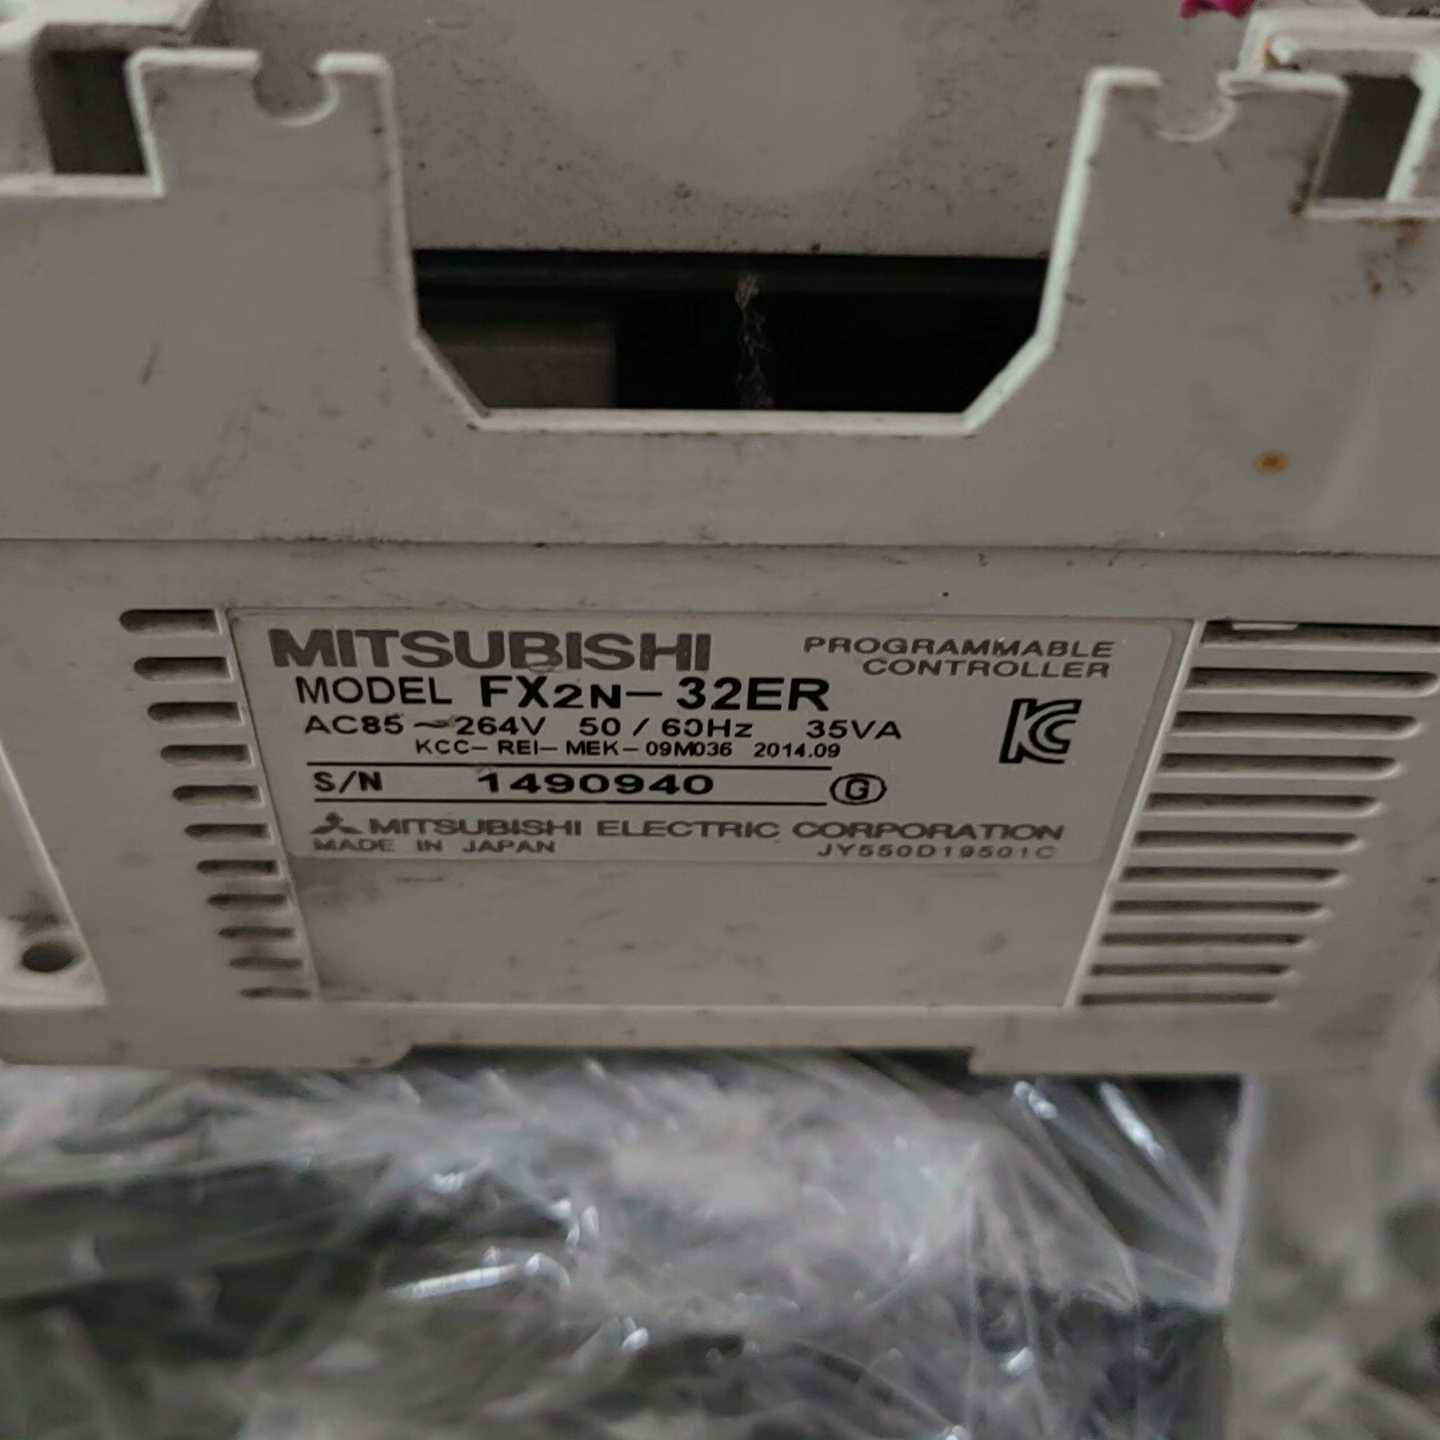 MITSUBISHI
PROGRAMMABLE
CONTROLLER
MODEL FX2N-32ER
AC85~264V 50/60Hz 35VA
KCC-REI-MEK-09M036 2014.09
KC
S/N 1490940 G
MITSUBISHI ELECTRIC CORPORATION
MADE IN JAPAN JY550D19501C